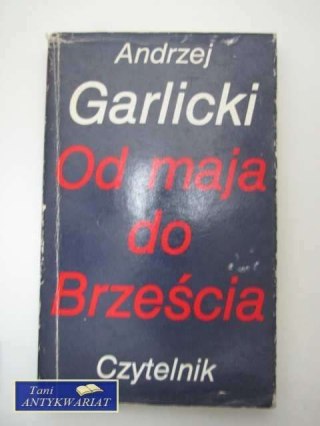 Andrzej
Garlicki
Od maja
do
Brześcia
Czytelnik
Tani
ANTYKWARIAT